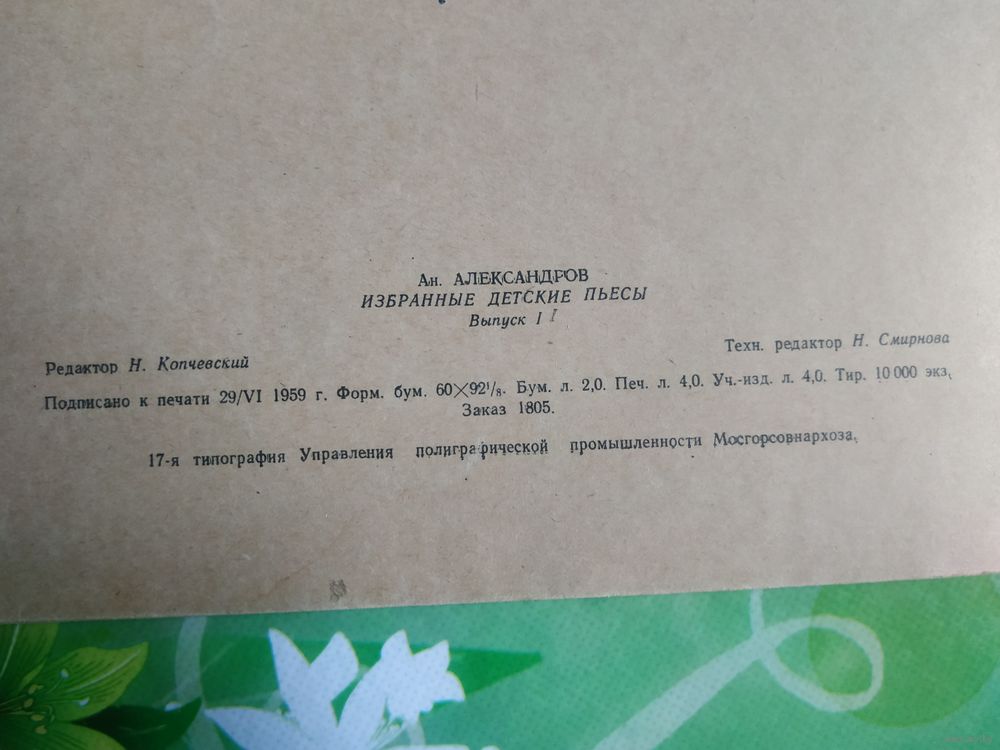 Ан. АЛЕКСАНДРОВ
ИЗБРАННЫЕ ДЕТСКИЕ ПЬЕСЫ
Выпуск I I
Редактор Н. Копчевский
Техн. редактор Н. Смирнова
Подписано к печати 29/VI 1959 г. Форм. бум. 60×92¹/₈. Бум. л. 2,0. Печ. л. 4,0. Уч.-изд. л. 4,0. Тир. 10 000 экз.
Заказ 1805.
17-я типография Управления полиграфической промышленности Мосгорсовнархоза.